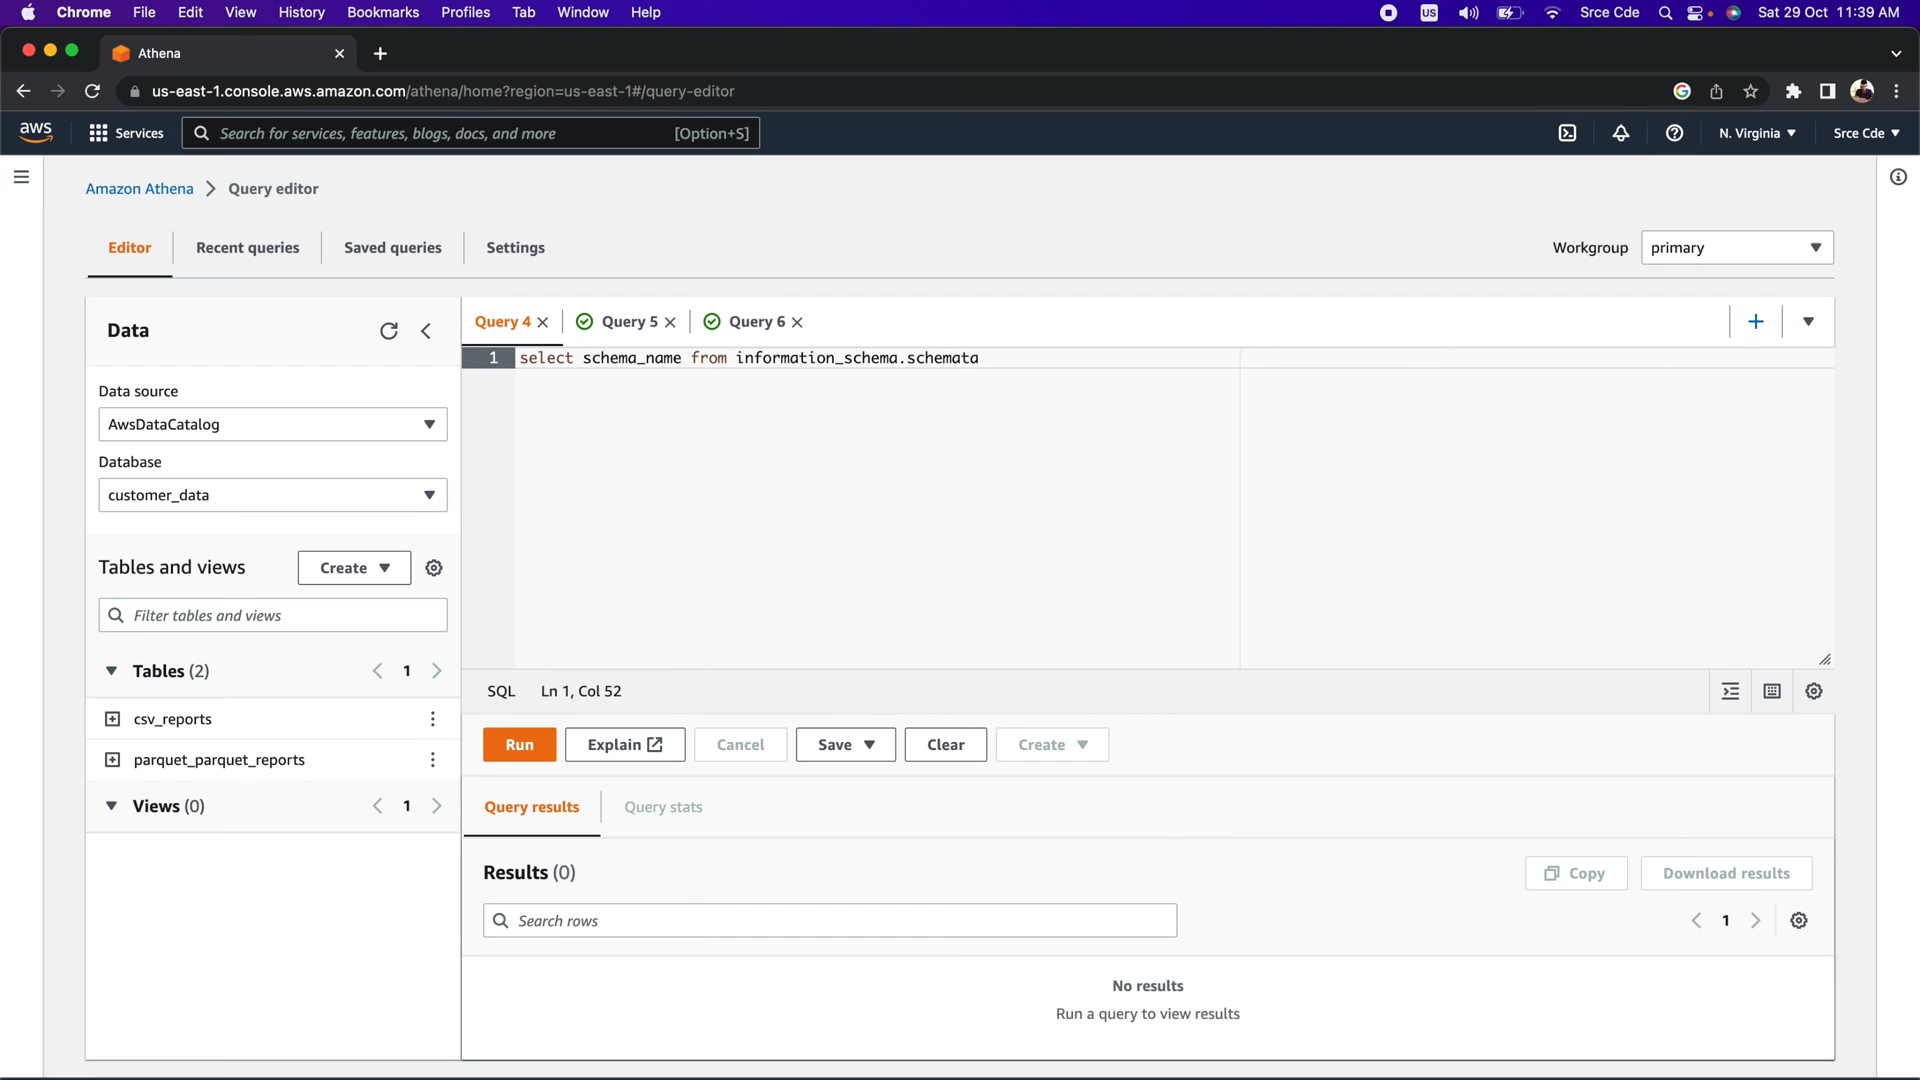 Chrome File Edit View History Bookmarks Profiles Tab Window Help US Srce Cde Sat 29 Oct 11:39 AM
Athena
us-east-1.console.aws.amazon.com/athena/home?region=us-east-1#/query-editor
aws Services Search for services, features, blogs, docs, and more [Option+S] N. Virginia Srce Cde
Amazon Athena Query editor
Editor Recent queries Saved queries Settings Workgroup primary
Data
Query 4 Query 5 Query 6
1 select schema_name from information_schema.schemata
Data source
AwsDataCatalog
Database
customer_data
Tables and views Create
Filter tables and views
Tables (2) 1
csv_reports
parquet_parquet_reports
Views (0) 1
SQL Ln 1, Col 52
Run Explain Cancel Save Clear Create
Query results Query stats
Results (0) Copy Download results
Search rows 1
No results
Run a query to view results